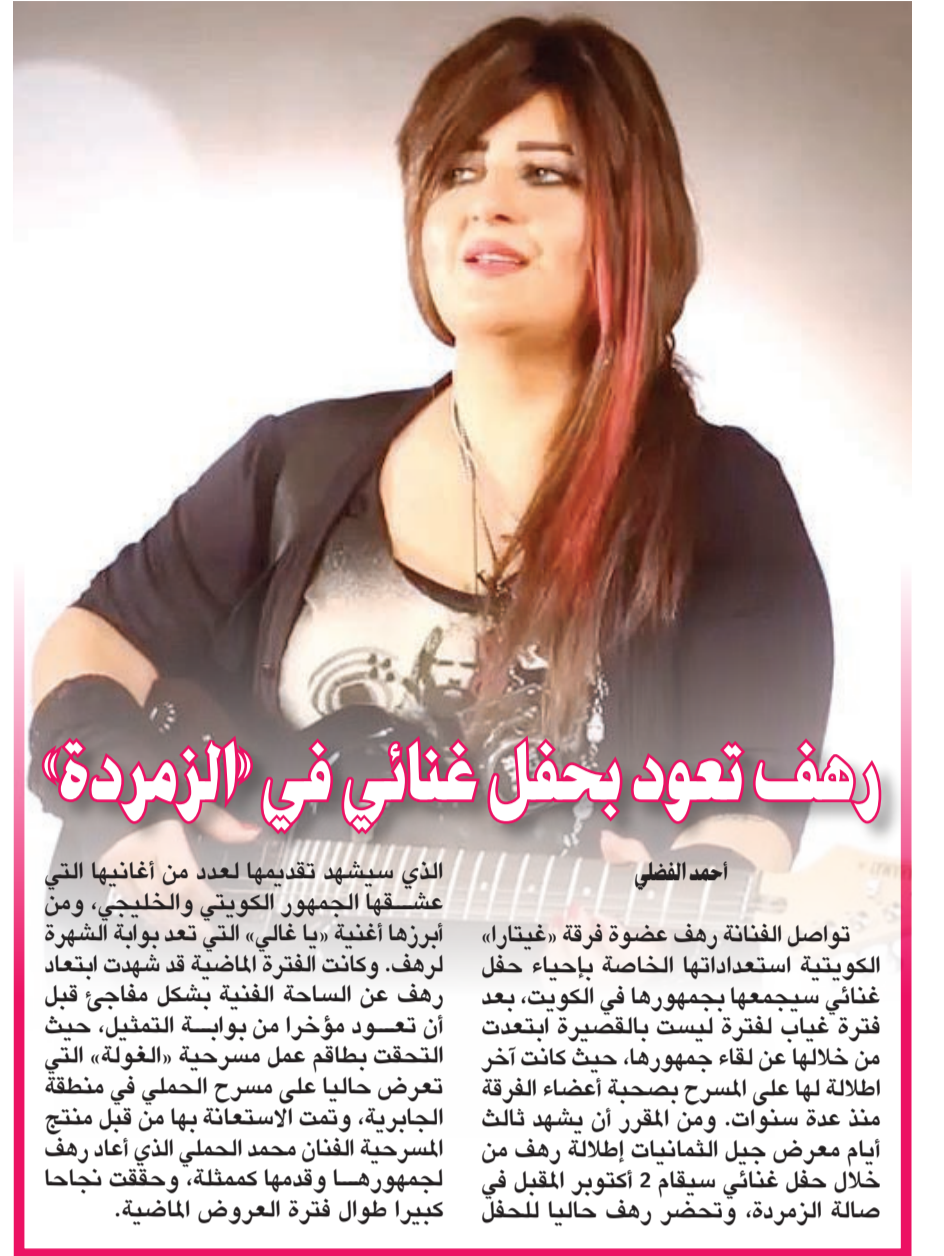 رهف تعود بحفل غنائي في «الزمردة»
أحمد الفضلي
تواصل الفنانة رهف عضوة فرقة «غيتارا»
الكويتية استعداداتها الخاصة بإحياء حفل
غنائي سيجمعها بجمهورها في الكويت، بعد
فترة غياب لفترة ليست بالقصيرة ابتعدت
من خلالها عن لقاء جمهورها، حيث كانت آخر
اطلالة لها على المسرح بصحبة أعضاء الفرقة
منذ عدة سنوات. ومن المقرر أن يشهد ثالث
أيام معرض جيل الثمانيات إطلالة رهف من
خلال حفل غنائي سيقام 2 أكتوبر المقبل في
صالة الزمردة، وتحضر رهف حاليا للحفل
الذي سيشهد تقديمها لعدد من أغانيها التي
عشقها الجمهور الكويتي والخليجي، ومن
أبرزها أغنية «يا غالي» التي تعد بوابة الشهرة
لرهف. وكانت الفترة الماضية قد شهدت ابتعاد
رهف عن الساحة الفنية بشكل مفاجئ قبل
أن تعود مؤخرا من بوابة التمثيل، حيث
التحقت بطاقم عمل مسرحية «الغولة» التي
تعرض حاليا على مسرح الحملي في منطقة
الجابرية، وتمت الاستعانة بها من قبل منتج
المسرحية الفنان محمد الحملي الذي أعاد رهف
لجمهورها وقدمها كممثلة، وحققت نجاحا
كبيرا طوال فترة العروض الماضية.